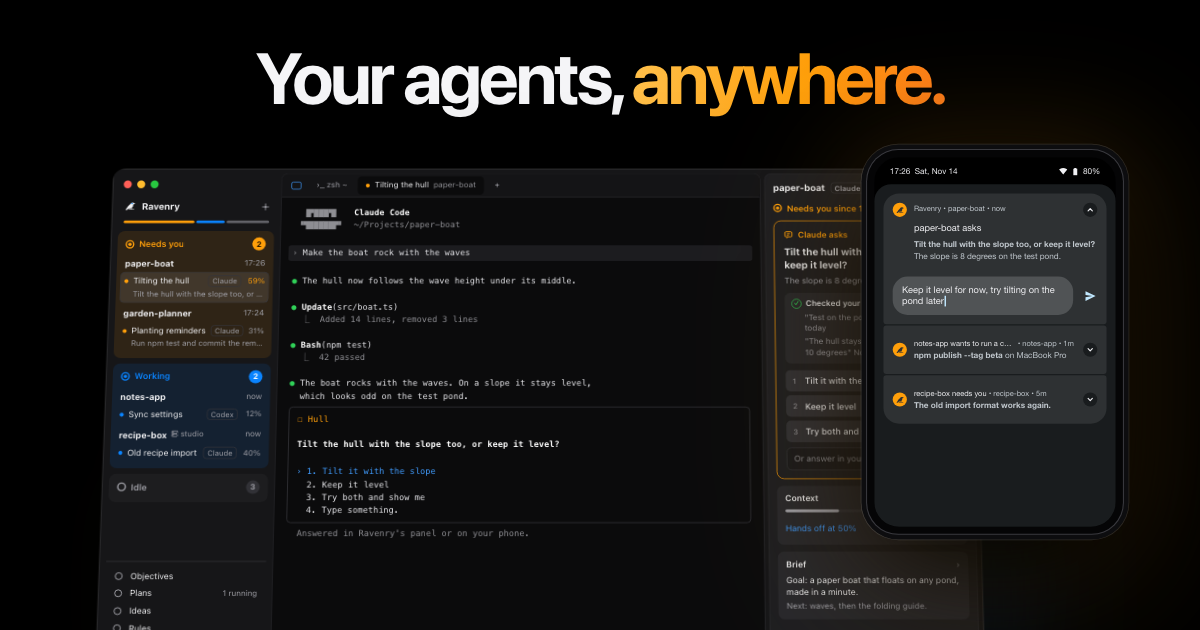 Your agents, anywhere.
Ravenry
+
Needs you
2
paper-boat
17:26
Tilting the hull
Claude
59%
Tilt the hull with the slope too, or ...
garden-planner
17:24
Planting reminders
Claude
31%
Run npm test and commit the rem...
Working
2
notes-app
now
Sync settings
Codex
12%
recipe-box
studio
now
Old recipe import
Claude
40%
Idle
3
Objectives
Plans
1 running
Ideas
Rules
›_ zsh ~
Tilting the hull paper-boat
+
Claude Code
~/Projects/paper-boat
› Make the boat rock with the waves
The hull now follows the wave height under its middle.
Update(src/boat.ts)
Added 14 lines, removed 3 lines
Bash(npm test)
42 passed
The boat rocks with the waves. On a slope it stays level,
which looks odd on the test pond.
☐ Hull
Tilt the hull with the slope too, or keep it level?
› 1. Tilt it with the slope
2. Keep it level
3. Try both and show me
4. Type something.
Answered in Ravenry's panel or on your phone.
paper-boat
Claude
Needs you since 1
Claude asks
Tilt the hull with
keep it level?
The slope is 8 degr
Checked your
"Test on the po
today
"The hull stays
10 degrees" No
1 Tilt it with the
2 Keep it level
3 Try both and
Or answer in you
Context
Hands off at 50%
Brief
›
Goal: a paper boat that floats on any pond,
made in a minute.
Next: waves, then the folding guide.
17:26 Sat, Nov 14
80%
Ravenry • paper-boat • now
paper-boat asks
Tilt the hull with the slope too, or keep it level?
The slope is 8 degrees on the test pond.
Keep it level for now, try tilting on the
pond later
notes-app wants to run a c... • notes-app • 1m
npm publish --tag beta on MacBook Pro
recipe-box needs you • recipe-box • 5m
The old import format works again.